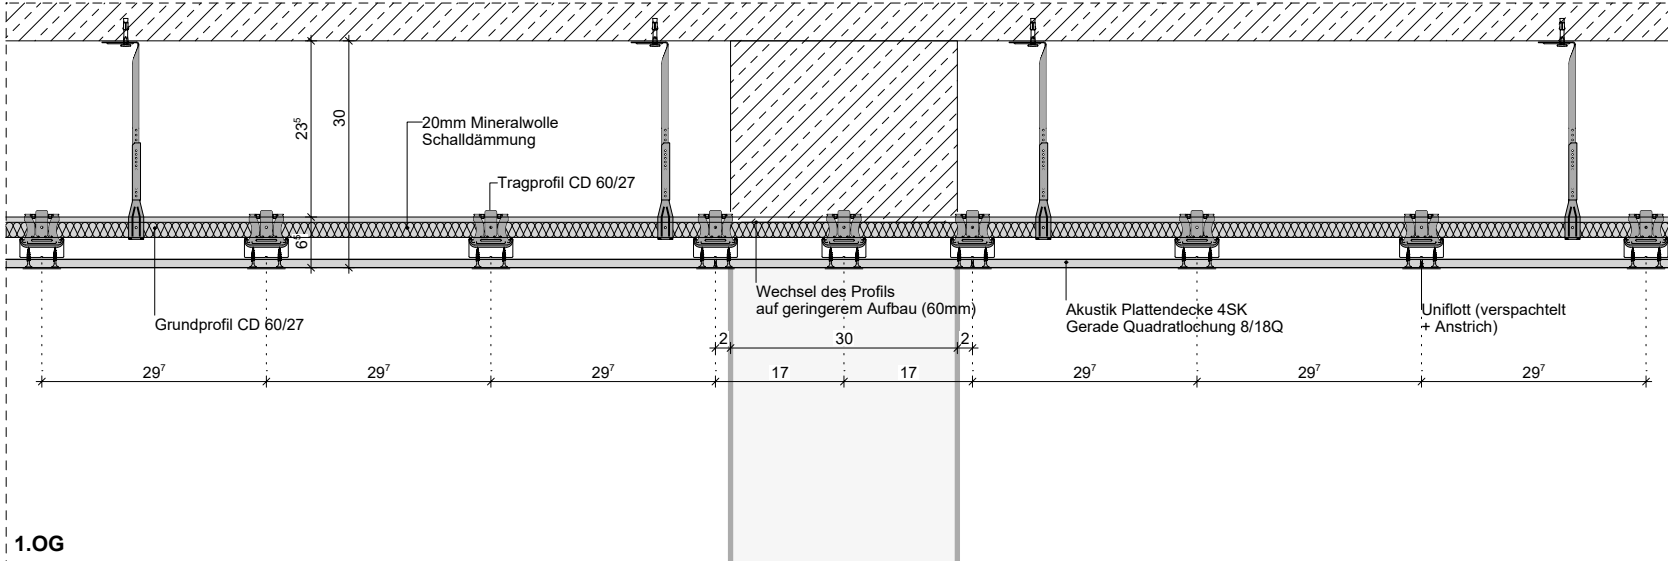 23⁵
30
20mm Mineralwolle
Schalldämmung
Tragprofil CD 60/27
6⁵
Grundprofil CD 60/27
Wechsel des Profils
auf geringerem Aufbau (60mm)
Akustik Plattendecke 4SK
Gerade Quadratlochung 8/18Q
Uniflott (verspachtelt
+ Anstrich)
2 30 2
29⁷ 29⁷ 29⁷ 17 17 29⁷ 29⁷ 29⁷
1.OG